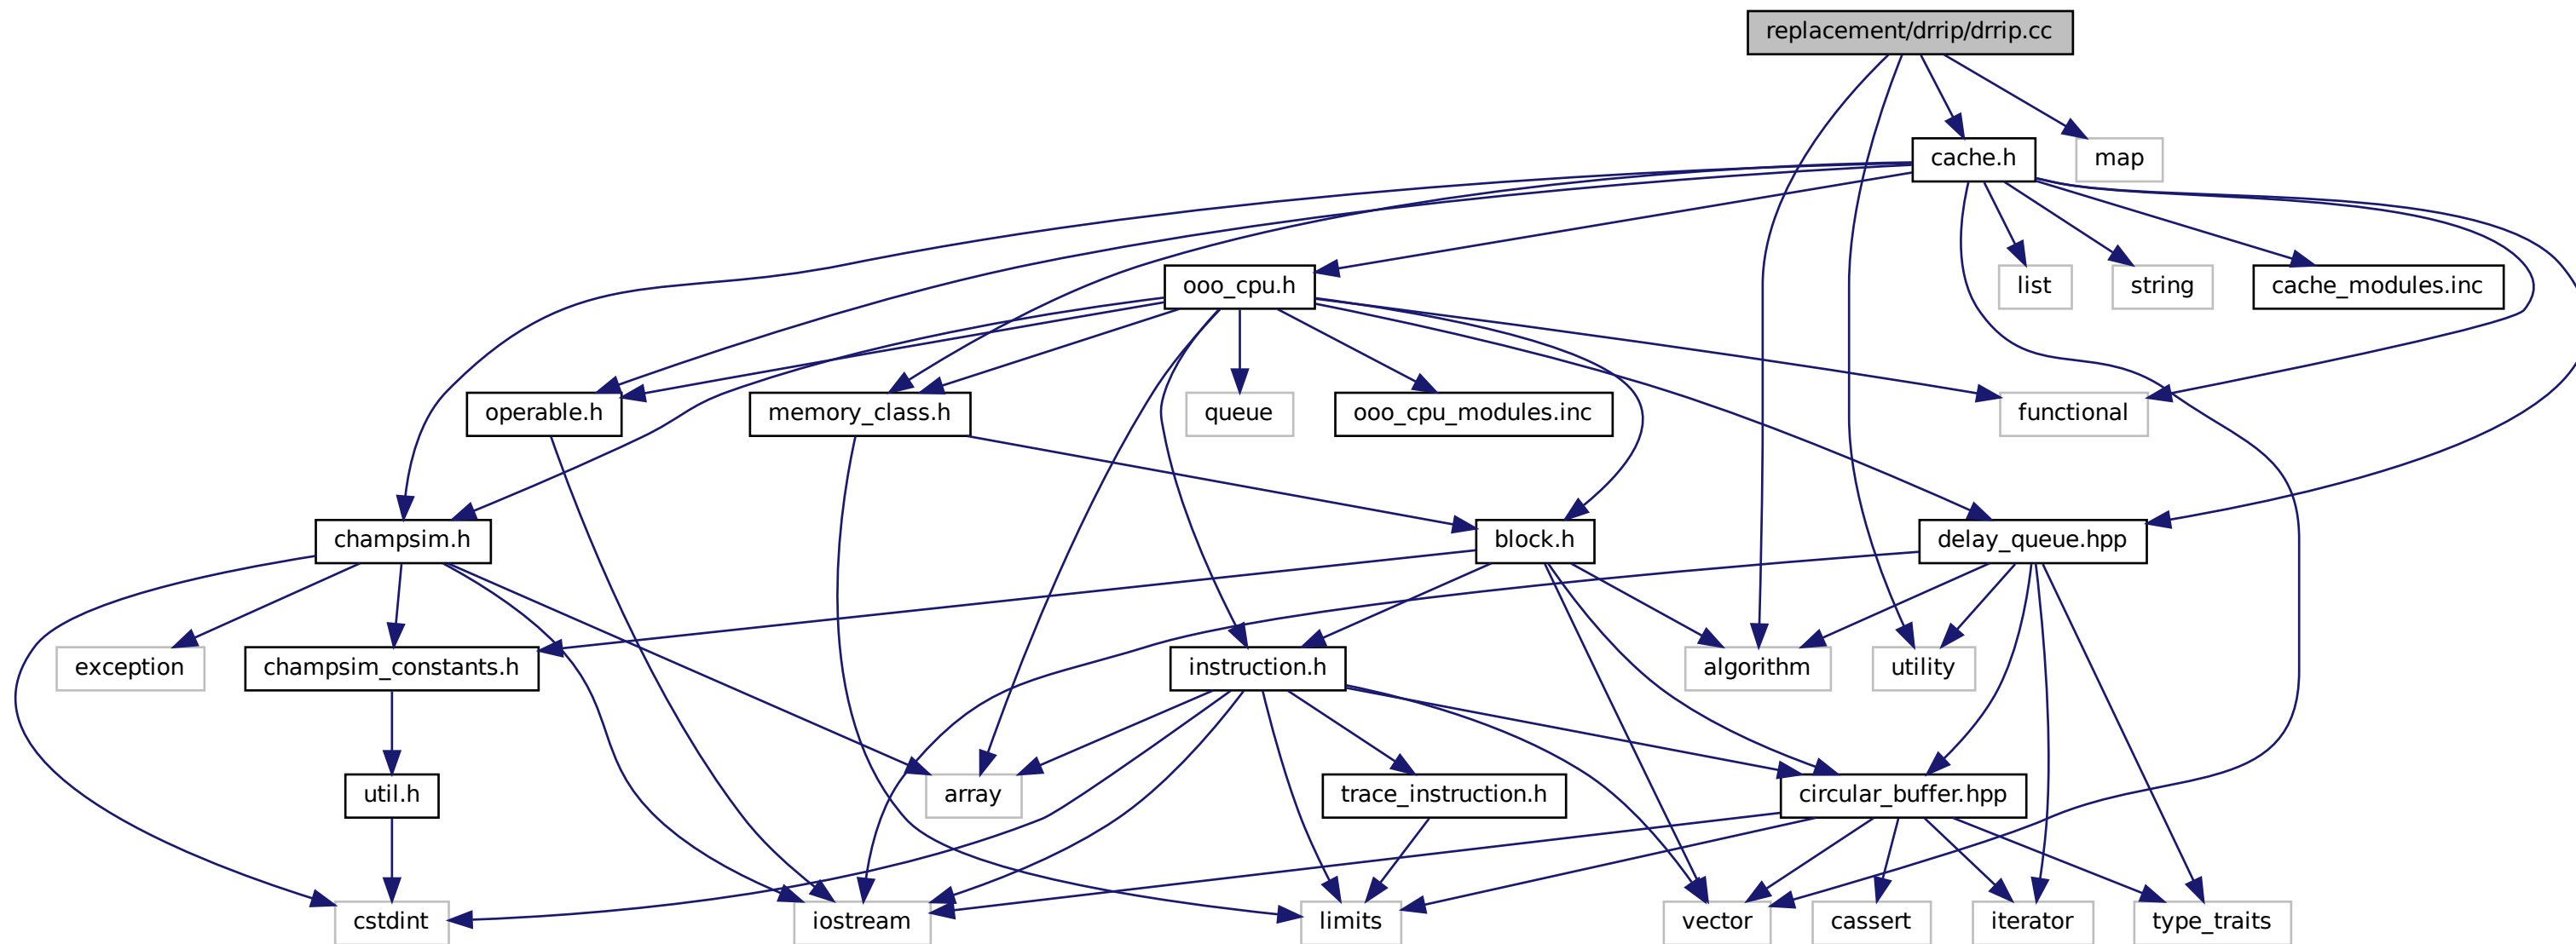 replacement/drrip/drrip.cc
cache.h
map
ooo_cpu.h
list
string
cache_modules.inc
operable.h
memory_class.h
queue
ooo_cpu_modules.inc
functional
champsim.h
block.h
delay_queue.hpp
exception
champsim_constants.h
instruction.h
algorithm
utility
util.h
array
trace_instruction.h
circular_buffer.hpp
cstdint
iostream
limits
vector
cassert
iterator
type_traits